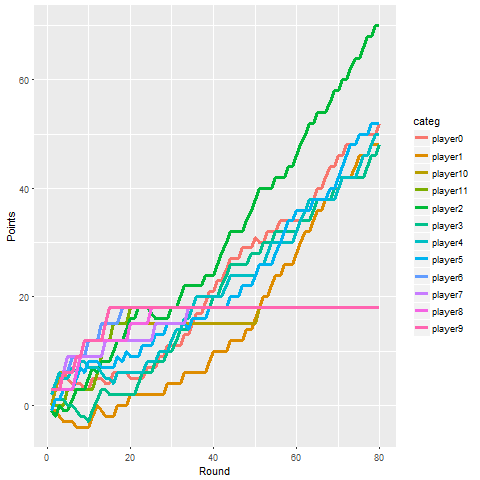 60
40
20
0
Points
0
20
40
60
80
Round
categ
player0
player1
player10
player11
player2
player3
player4
player5
player6
player7
player8
player9